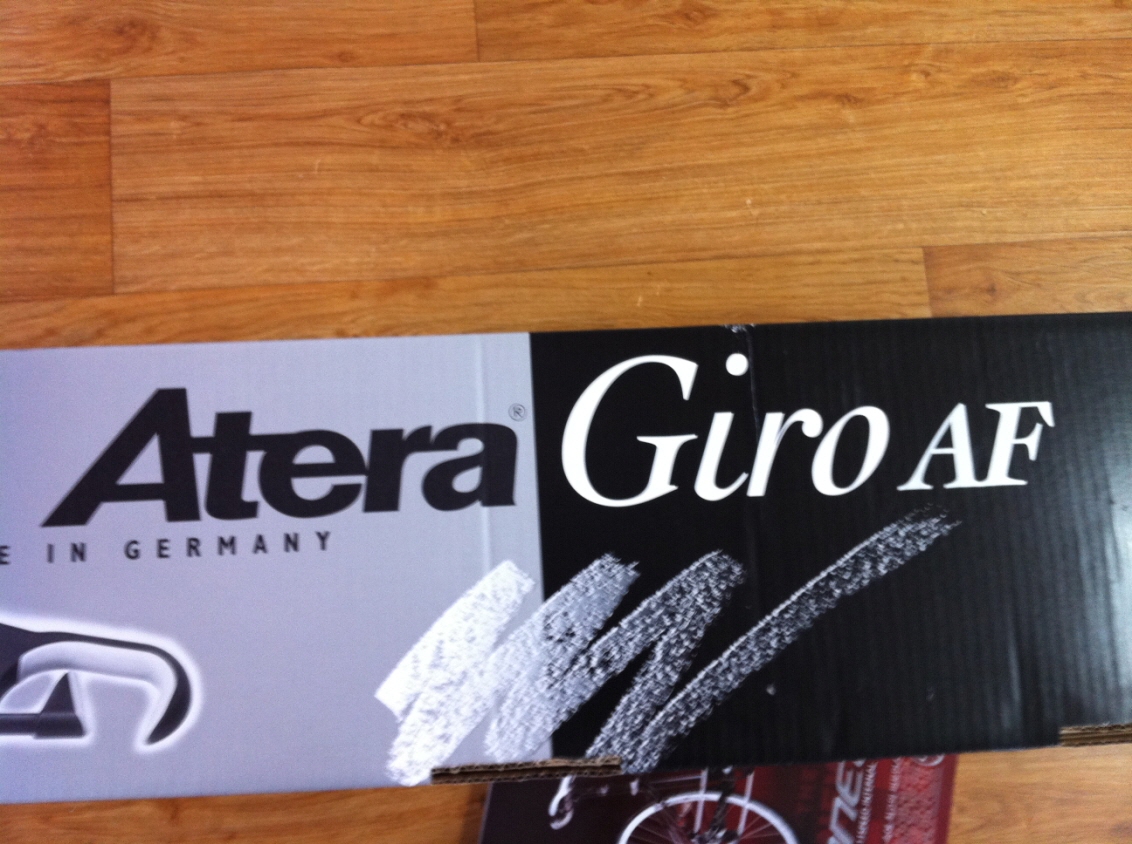 Atera®
Giro AF
E IN GERMANY